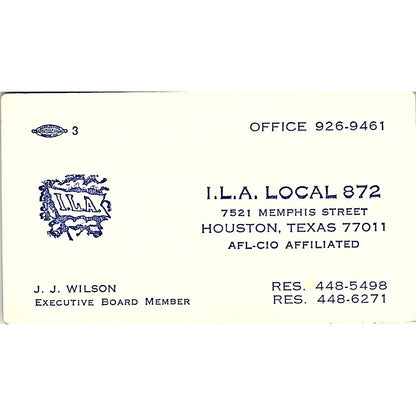 3
OFFICE 926-9461
I.L.A.
I.L.A. LOCAL 872
7521 MEMPHIS STREET
HOUSTON, TEXAS 77011
AFL-CIO AFFILIATED
J. J. WILSON
EXECUTIVE BOARD MEMBER
RES. 448-5498
RES. 448-6271